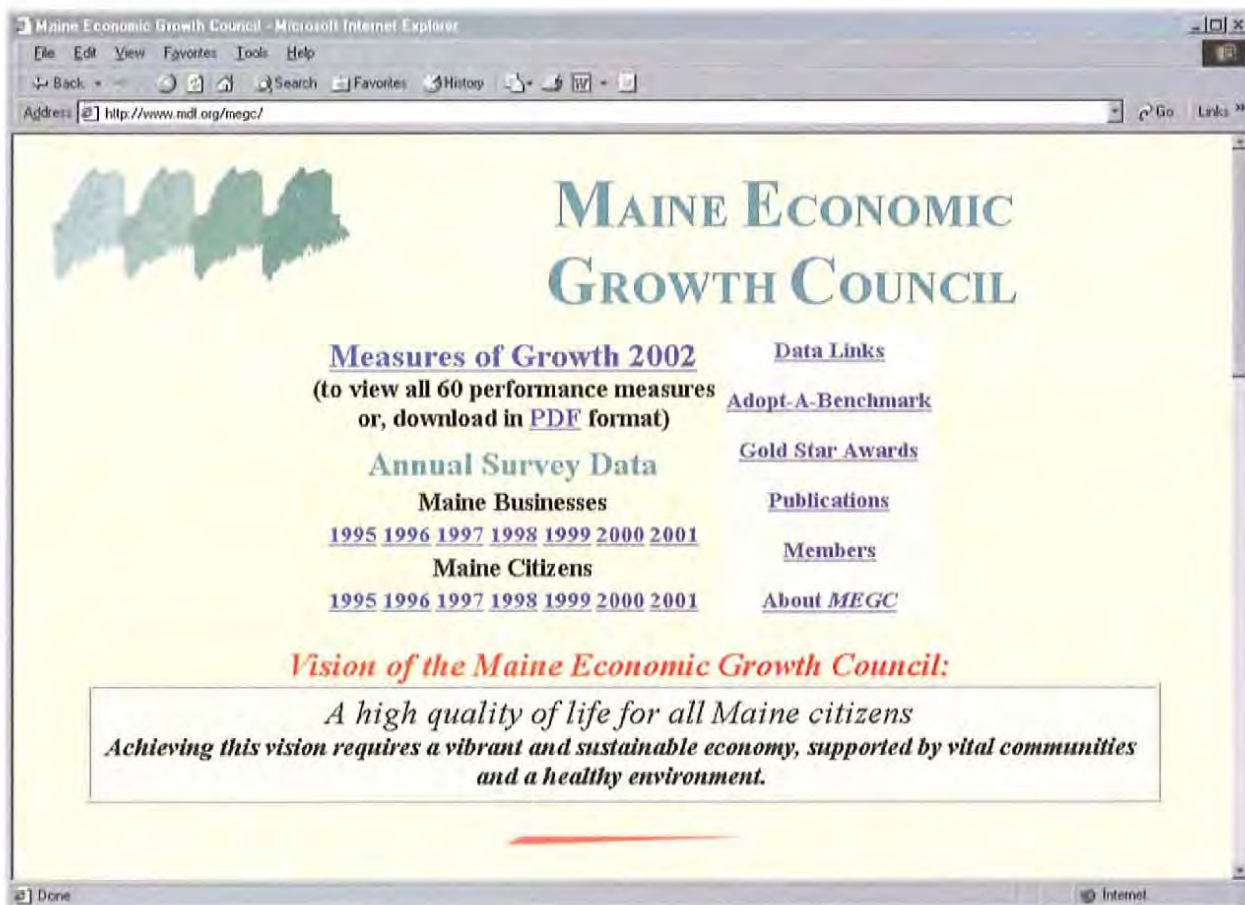 Maine Economic Growth Council - Microsoft Internet Explorer
File Edit View Favorites Tools Help
Back Search Favorites History
Address http://www.mdf.org/megc/ Go Links »
MAINE ECONOMIC
GROWTH COUNCIL
Measures of Growth 2002
(to view all 60 performance measures
or, download in PDF format)
Annual Survey Data
Maine Businesses
1995 1996 1997 1998 1999 2000 2001
Maine Citizens
1995 1996 1997 1998 1999 2000 2001
Data Links
Adopt-A-Benchmark
Gold Star Awards
Publications
Members
About MEGC
Vision of the Maine Economic Growth Council:
A high quality of life for all Maine citizens
Achieving this vision requires a vibrant and sustainable economy, supported by vital communities
and a healthy environment.
Done Internet